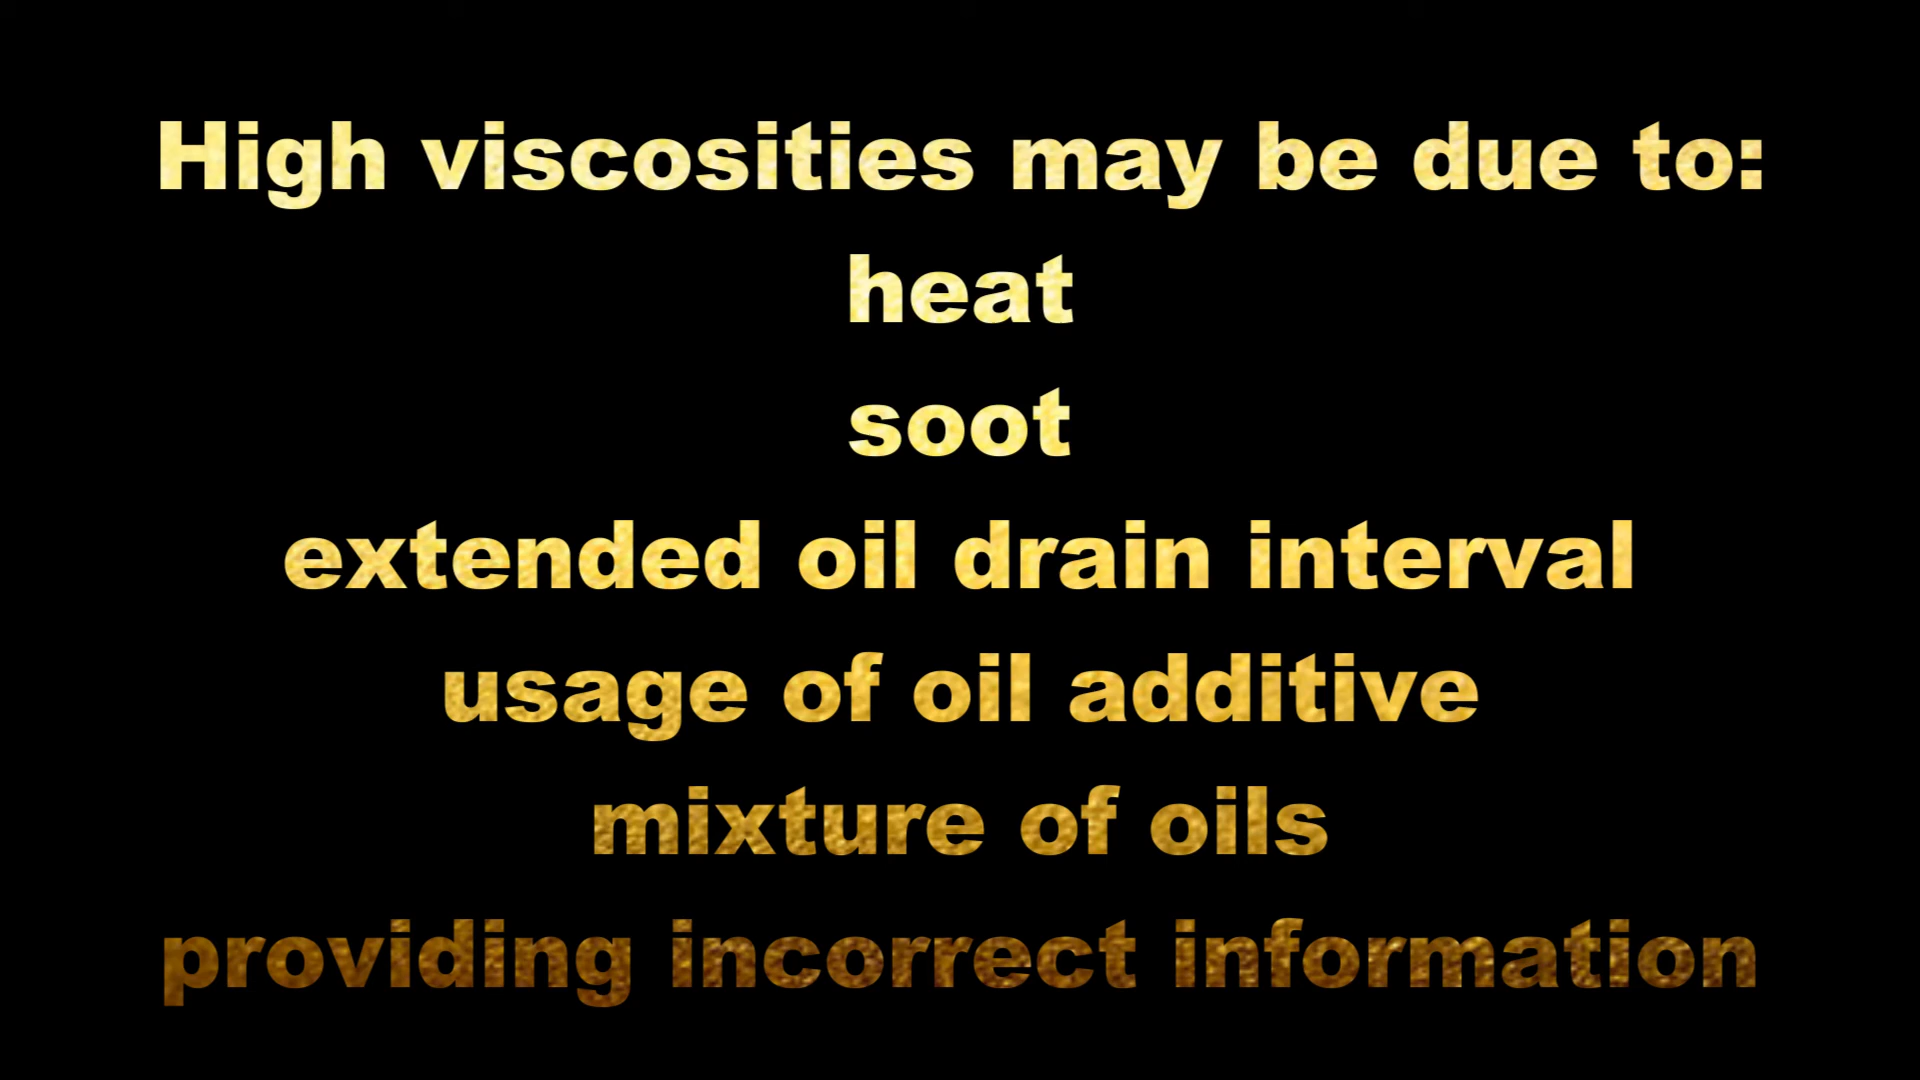 High viscosities may be due to:
heat
soot
extended oil drain interval
usage of oil additive
mixture of oils
providing incorrect information